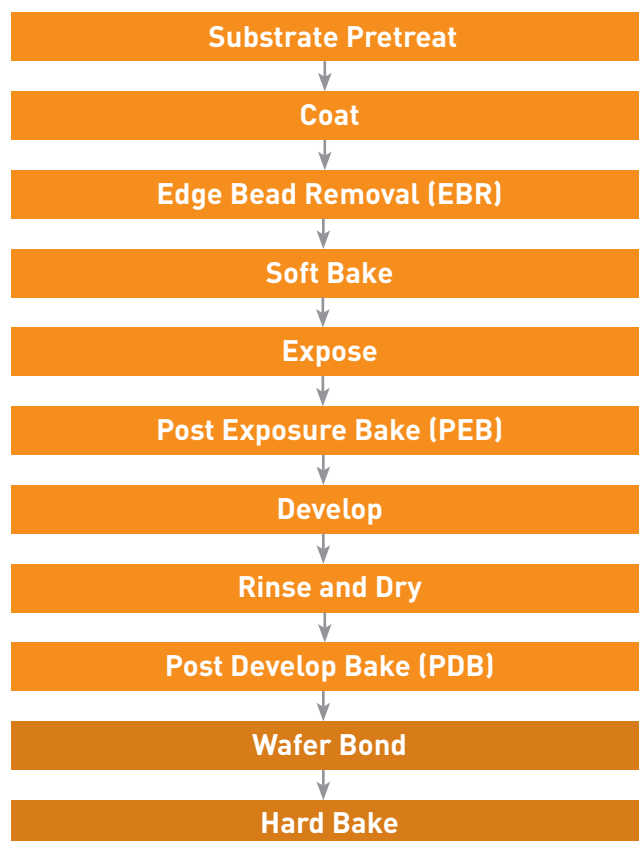 Substrate Pretreat
Coat
Edge Bead Removal (EBR)
Soft Bake
Expose
Post Exposure Bake (PEB)
Develop
Rinse and Dry
Post Develop Bake (PDB)
Wafer Bond
Hard Bake